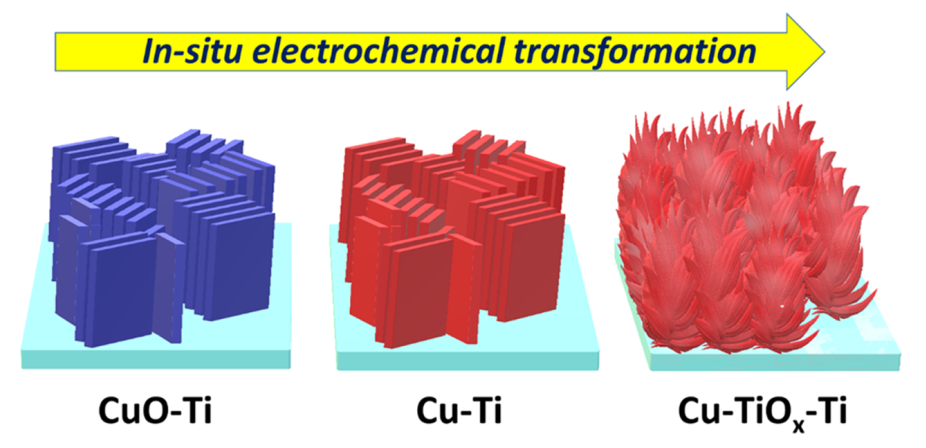 In-situ electrochemical transformation
CuO-Ti
Cu-Ti
Cu-TiOₓ-Ti